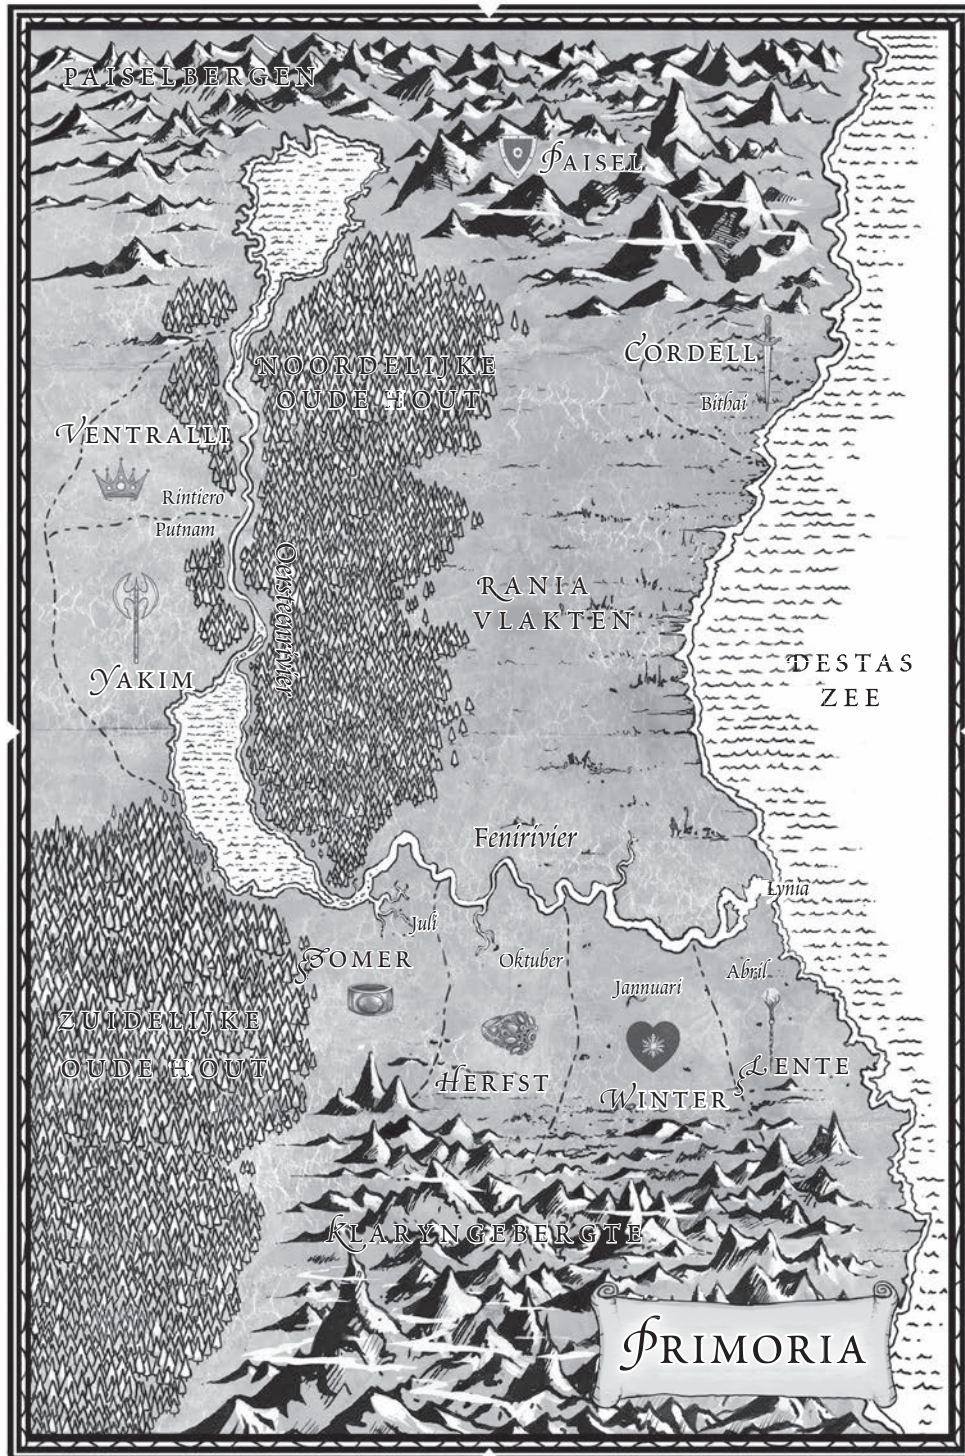 PAISELBERGEN
PAISEL
NOORDELIJKE
OUDE HOUT
CORDELL
Bithai
VENTRALLI
Rintiero
Putnam
Oersteenrivier
RANIA
VLAKTEN
YAKIM
DESTAS
ZEE
Fenirivier
Lynia
Juli
SOMER
Oktuber
Abril
Jannuari
ZUIDELIJKE
OUDE HOUT
HERFST
WINTER
LENTE
KLARYNGEBERGTE
PRIMORIA